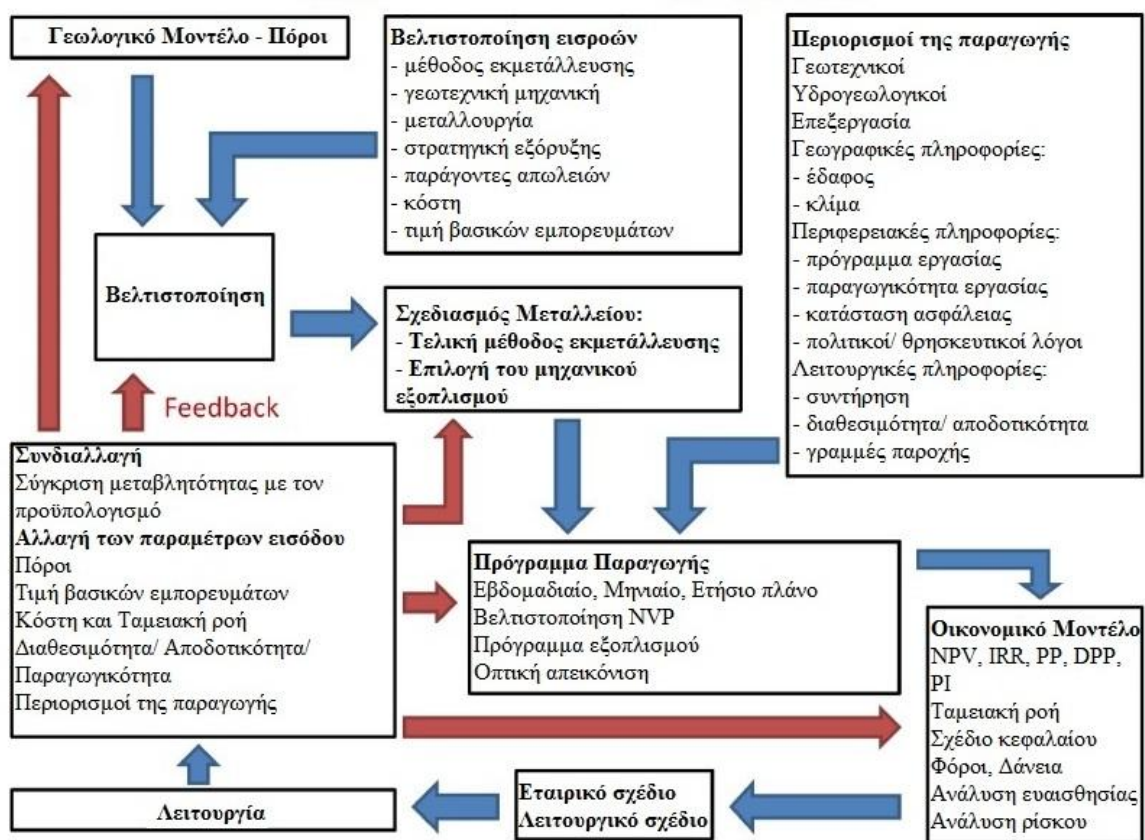 Γεωλογικό Μοντέλο - Πόροι
Βελτιστοποίηση εισροών
- μέθοδος εκμετάλλευσης
- γεωτεχνική μηχανική
- μεταλλουργία
- στρατηγική εξόρυξης
- παράγοντες απωλειών
- κόστη
- τιμή βασικών εμπορευμάτων
Περιορισμοί της παραγωγής
Γεωτεχνικοί
Υδρογεωλογικοί
Επεξεργασία
Γεωγραφικές πληροφορίες:
- έδαφος
- κλίμα
Περιφερειακές πληροφορίες:
- πρόγραμμα εργασίας
- παραγωγικότητα εργασίας
- κατάσταση ασφάλειας
- πολιτικοί/ θρησκευτικοί λόγοι
Λειτουργικές πληροφορίες:
- συντήρηση
- διαθεσιμότητα/ αποδοτικότητα
- γραμμές παροχής
Βελτιστοποίηση
Σχεδιασμός Μεταλλείου:
- Τελική μέθοδος εκμετάλλευσης
- Επιλογή του μηχανικού
εξοπλισμού
Feedback
Συνδιαλλαγή
Σύγκριση μεταβλητότητας με τον
προϋπολογισμό
Αλλαγή των παραμέτρων εισόδου
Πόροι
Τιμή βασικών εμπορευμάτων
Κόστη και Ταμειακή ροή
Διαθεσιμότητα/ Αποδοτικότητα/
Παραγωγικότητα
Περιορισμοί της παραγωγής
Πρόγραμμα Παραγωγής
Εβδομαδιαίο, Μηνιαίο, Ετήσιο πλάνο
Βελτιστοποίηση NVP
Πρόγραμμα εξοπλισμού
Οπτική απεικόνιση
Οικονομικό Μοντέλο
NPV, IRR, PP, DPP,
PI
Ταμειακή ροή
Σχέδιο κεφαλαίου
Φόροι, Δάνεια
Ανάλυση ευαισθησίας
Ανάλυση ρίσκου
Εταιρικό σχέδιο
Λειτουργικό σχέδιο
Λειτουργία